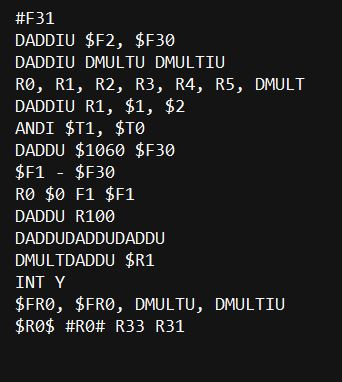 #F31
DADDIU $F2, $F30
DADDIU DMULTU DMULTIU
R0, R1, R2, R3, R4, R5, DMULT
DADDIU R1, $1, $2
ANDI $T1, $T0
DADDU $1060 $F30
$F1 - $F30
R0 $0 F1 $F1
DADDU R100
DADDUDADDUDADDU
DMULTDADDU $R1
INT Y
$FR0, $FR0, DMULTU, DMULTIU
$R0$ #R0# R33 R31